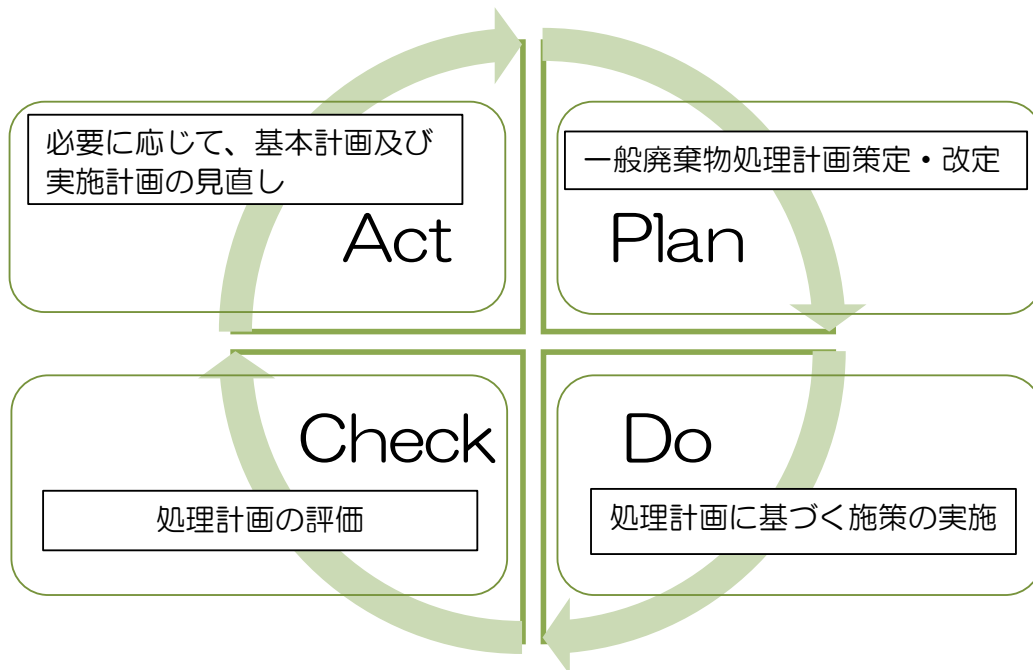 必要に応じて、基本計画及び
実施計画の見直し
Act
一般廃棄物処理計画策定・改定
Plan
Check
処理計画の評価
Do
処理計画に基づく施策の実施